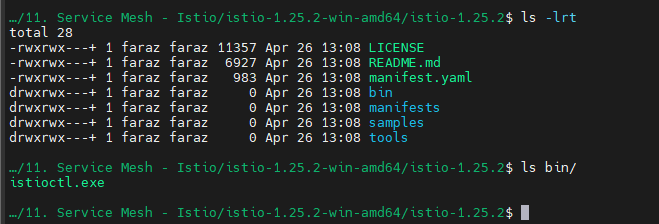 …/11. Service Mesh - Istio/istio-1.25.2-win-amd64/istio-1.25.2$ ls -lrt
total 28
-rwxrwx---+ 1 faraz faraz 11357 Apr 26 13:08 LICENSE
-rwxrwx---+ 1 faraz faraz  6927 Apr 26 13:08 README.md
-rwxrwx---+ 1 faraz faraz   983 Apr 26 13:08 manifest.yaml
drwxrwx---+ 1 faraz faraz     0 Apr 26 13:08 bin
drwxrwx---+ 1 faraz faraz     0 Apr 26 13:08 manifests
drwxrwx---+ 1 faraz faraz     0 Apr 26 13:08 samples
drwxrwx---+ 1 faraz faraz     0 Apr 26 13:08 tools
…/11. Service Mesh - Istio/istio-1.25.2-win-amd64/istio-1.25.2$ ls bin/
istioctl.exe
…/11. Service Mesh - Istio/istio-1.25.2-win-amd64/istio-1.25.2$